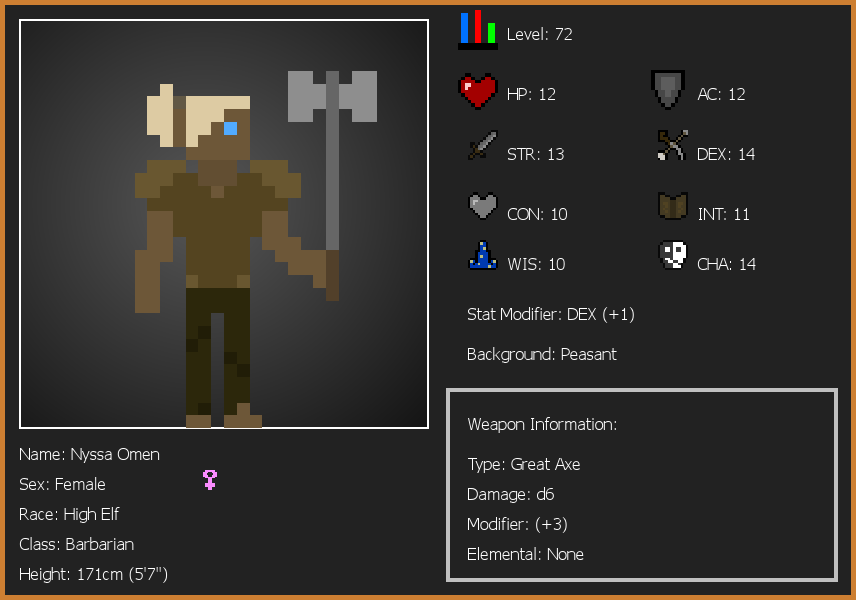 Level: 72
HP: 12
AC: 12
STR: 13
DEX: 14
CON: 10
INT: 11
WIS: 10
CHA: 14
Stat Modifier: DEX (+1)
Background: Peasant
Name: Nyssa Omen
Sex: Female
Race: High Elf
Class: Barbarian
Height: 171cm (5'7")
Weapon Information:
Type: Great Axe
Damage: d6
Modifier: (+3)
Elemental: None